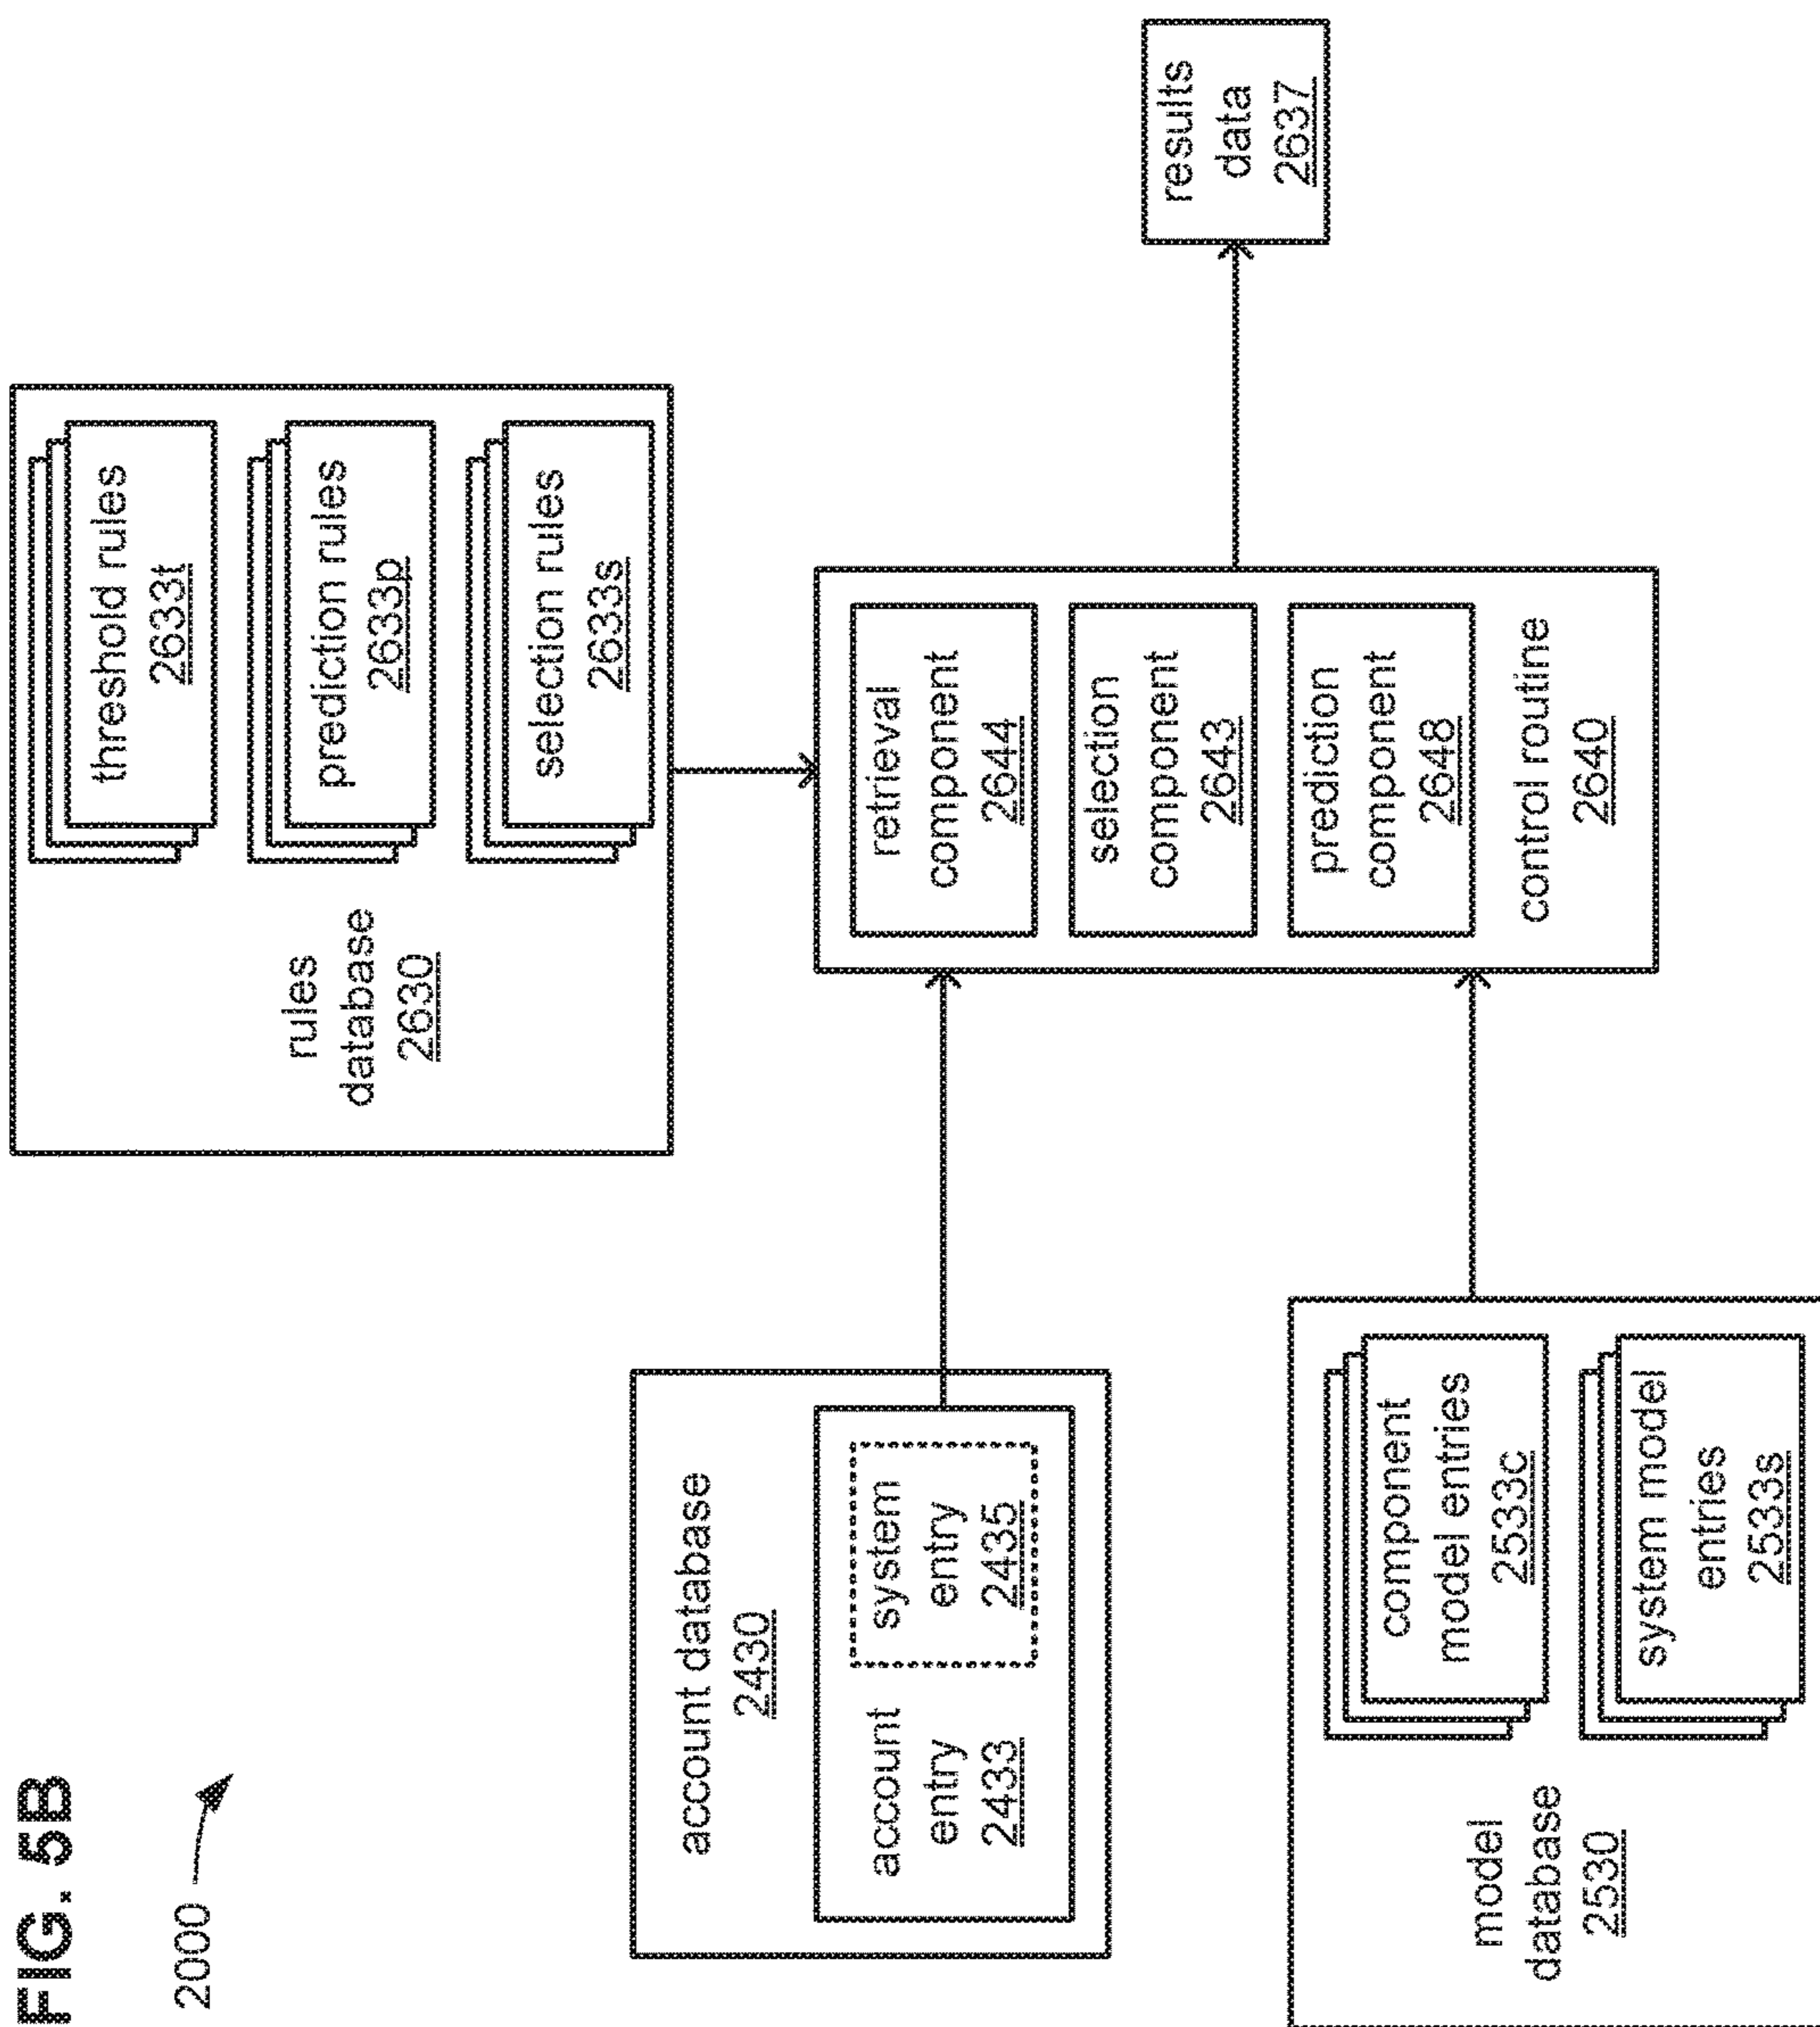 FIG. 5B
2000
rules
database
2630
threshold rules
2633t
prediction rules
2633p
selection rules
2633s
account database
2430
account
entry
2433
system
entry
2435
retrieval
component
2644
selection
component
2643
prediction
component
2648
control routine
2640
results
data
2637
model
database
2530
component
model entries
2533c
system model
entries
2533s